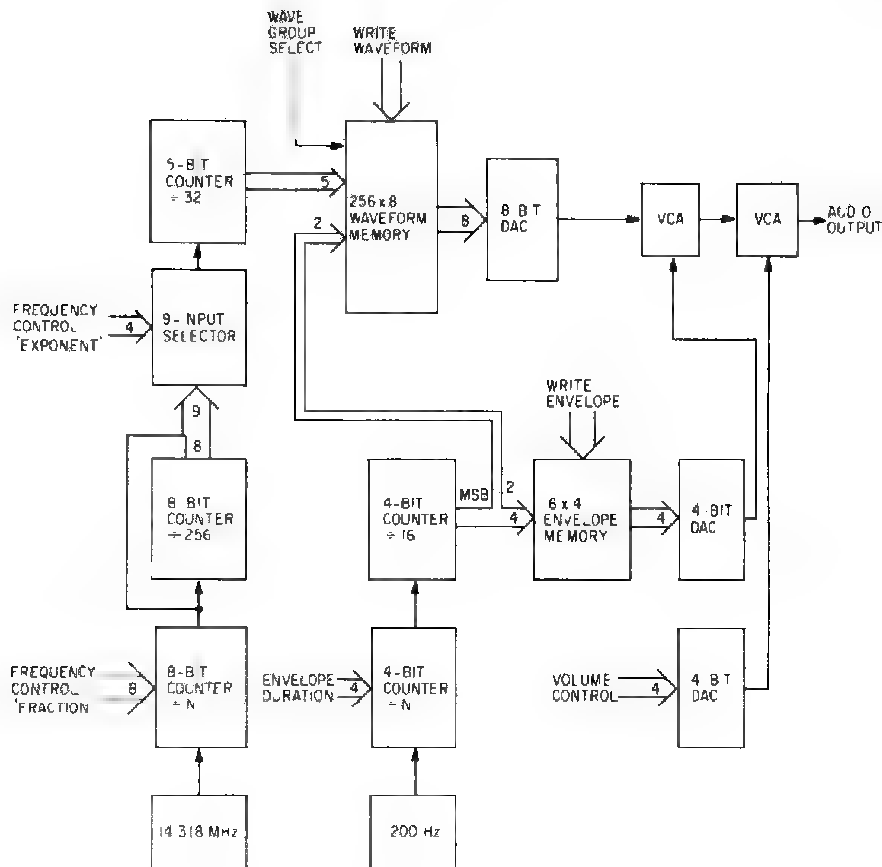 WAVE
GROUP
SELECT
WRITE
WAVEFORM
5-BIT
COUNTER
÷ 32
5
2
256 x 8
WAVEFORM
MEMORY
8
8 BIT
DAC
VCA
VCA
AUD O
OUTPUT
FREQUENCY
CONTROL
'EXPONENT'
4
9-INPUT
SELECTOR
9
8
WRITE
ENVELOPE
8 BIT
COUNTER
÷ 256
4-BIT
COUNTER
÷ 16
MSB
2
4
6 x 4
ENVELOPE
MEMORY
4
4-BIT
DAC
FREQUENCY
CONTROL
'FRACTION
8
8-BIT
COUNTER
÷ N
ENVELOPE
DURATION
4
4-BIT
COUNTER
÷ N
VOLUME
CONTROL
4
4 B T
DAC
14 318 MHz
200 Hz